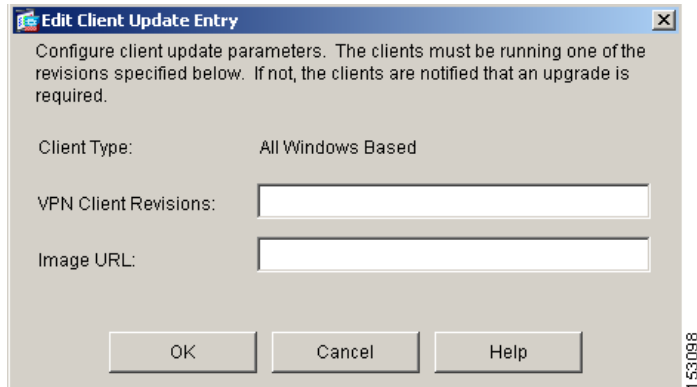 Edit Client Update Entry
Configure client update parameters. The clients must be running one of the
revisions specified below. If not, the clients are notified that an upgrade is
required.
Client Type: All Windows Based
VPN Client Revisions:
Image URL:
OK Cancel Help
153098